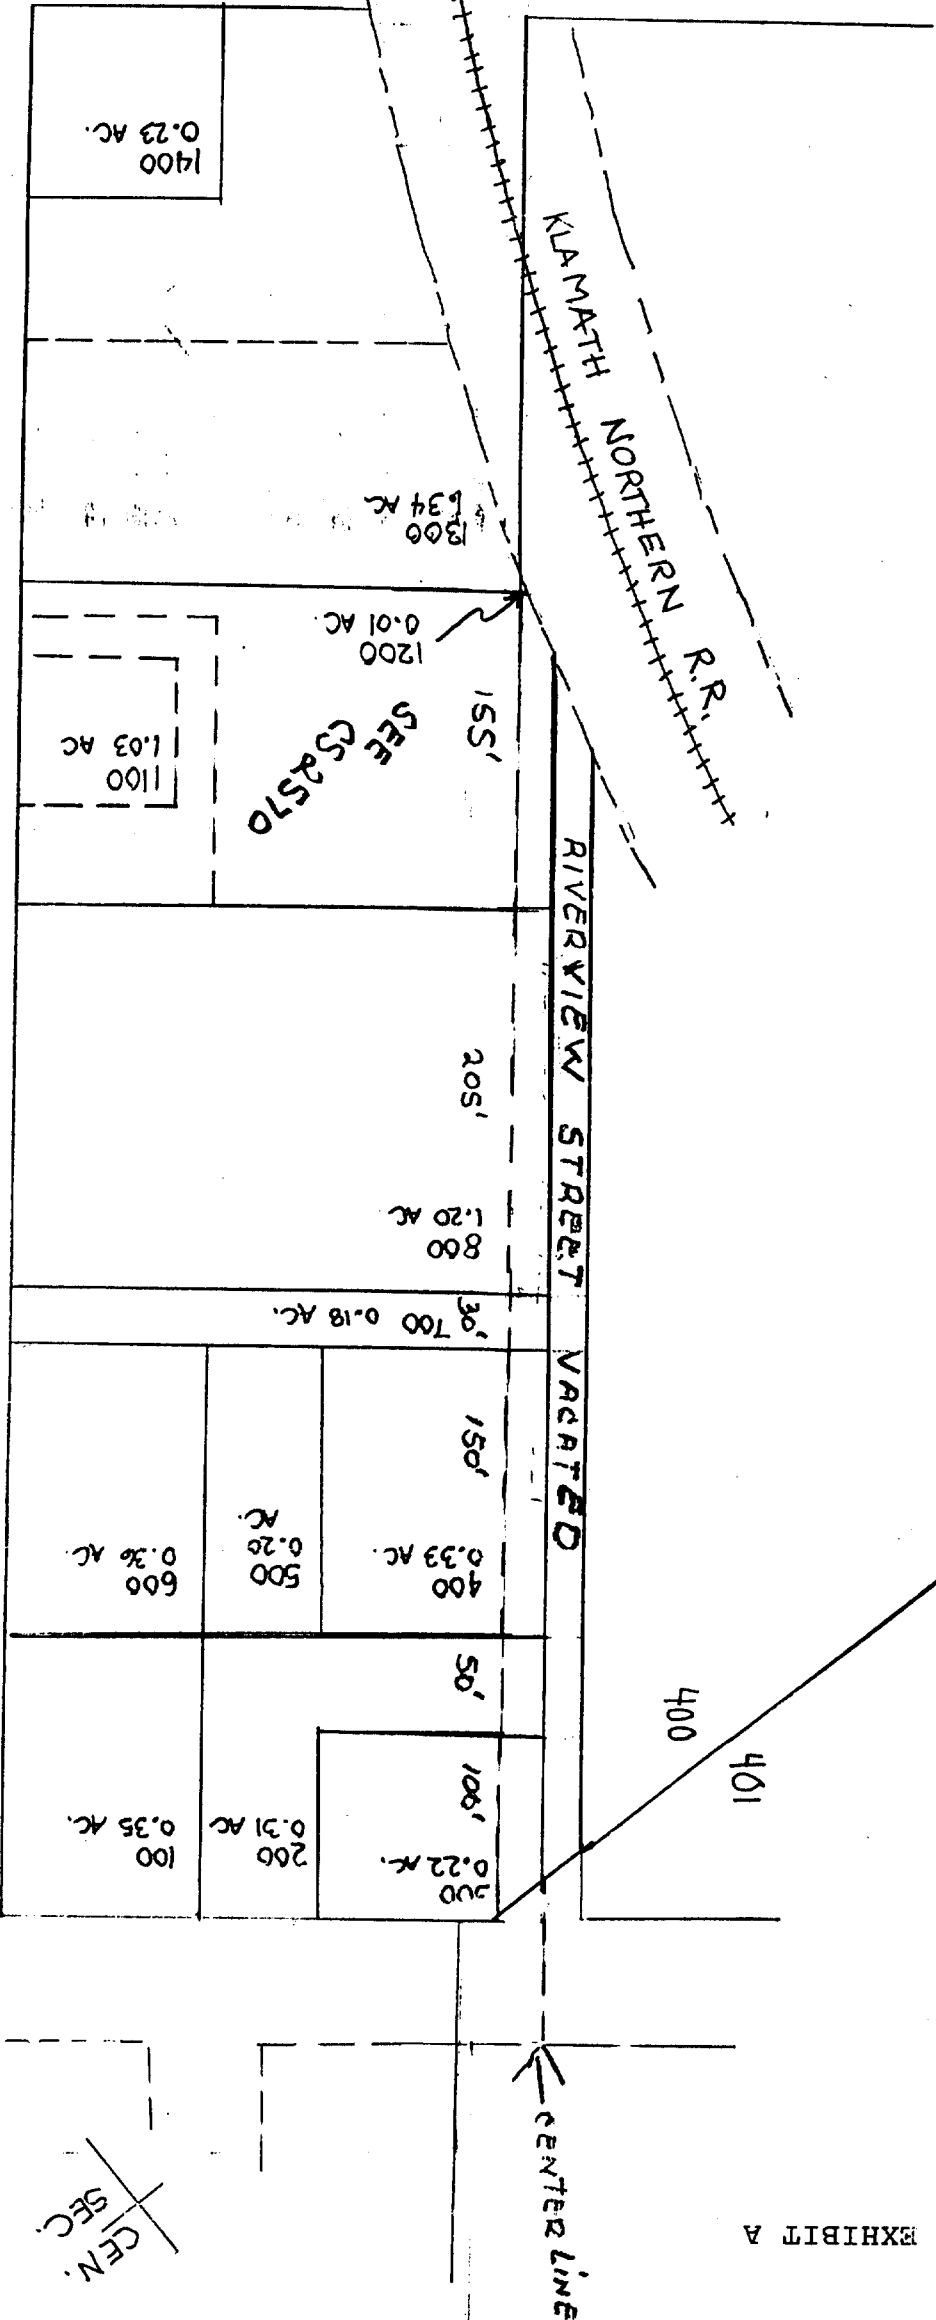 EXHIBIT A
CENTER LINE
CEN.
SEC.
100
0.35 AC.
200
0.31 AC
0.22 AC.
100'
50'
400
401
400
0.33 AC.
500
0.20
AC.
600
0.36 AC.
150'
30'
700 0.18 AC.
800
1.20 AC
205'
RIVERVIEW STREET VACATED
1100
1.03 AC
SEE
CS 2570
155'
1200
0.01 AC.
1300
1.34 AC.
KLAMATH NORTHERN R.R.
1400
0.23 AC.